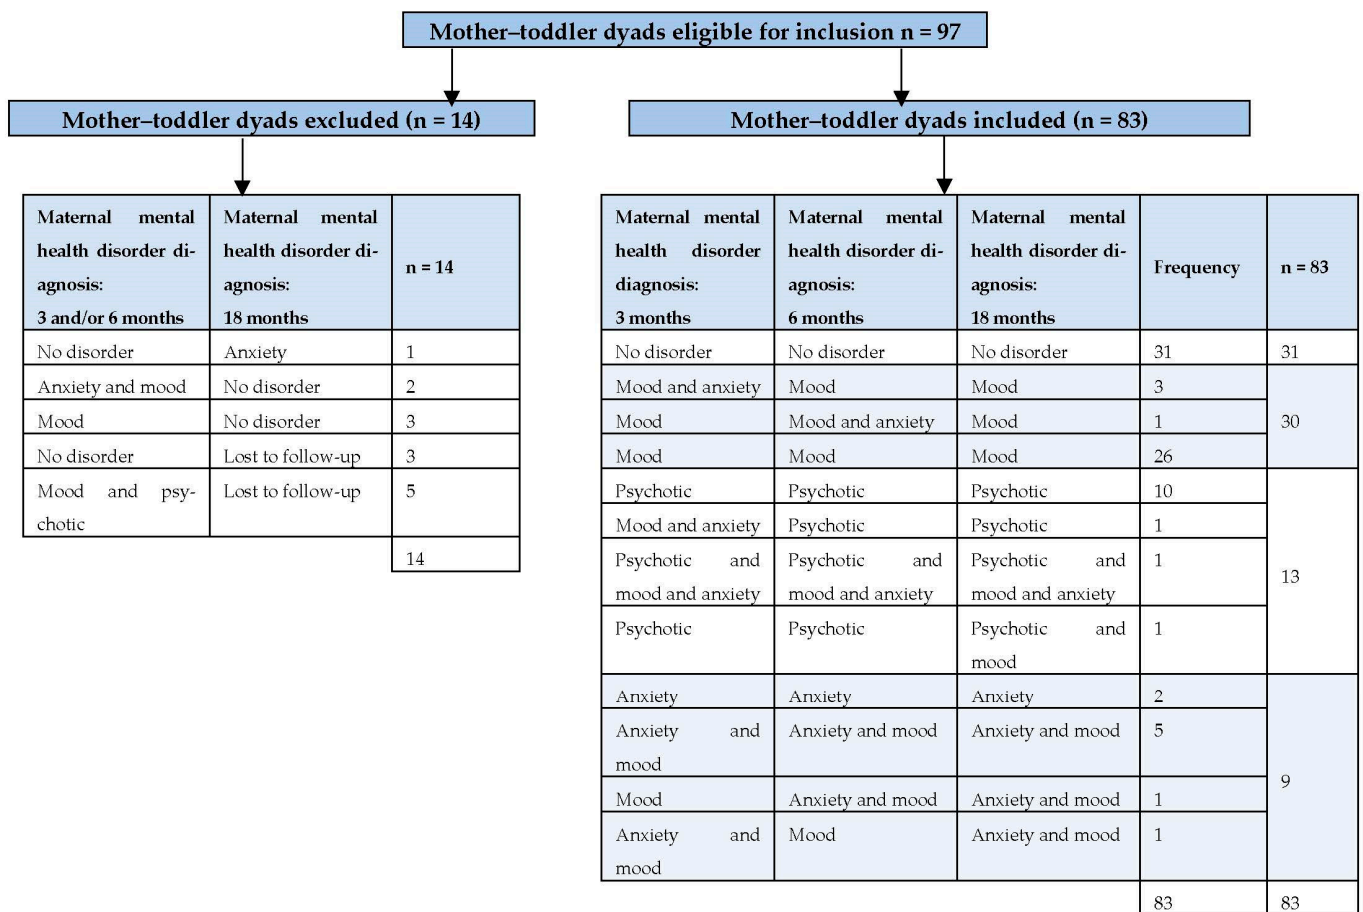 Mother–toddler dyads eligible for inclusion n = 97
Mother–toddler dyads excluded (n = 14)
Mother–toddler dyads included (n = 83)
Maternal mental
health disorder di-
agnosis:
3 and/or 6 months
Maternal mental
health disorder di-
agnosis:
18 months
n = 14
No disorder
Anxiety
1
Anxiety and mood
No disorder
2
Mood
No disorder
3
No disorder
Lost to follow-up
3
Mood and psy-
chotic
Lost to follow-up
5
14
Maternal mental
health disorder
diagnosis:
3 months
Maternal mental
health disorder di-
agnosis:
6 months
Maternal mental
health disorder di-
agnosis:
18 months
Frequency
n = 83
No disorder
No disorder
No disorder
31
31
Mood and anxiety
Mood
Mood
3
30
Mood
Mood and anxiety
Mood
1
Mood
Mood
Mood
26
Psychotic
Psychotic
Psychotic
10
13
Mood and anxiety
Psychotic
Psychotic
1
Psychotic and
mood and anxiety
Psychotic and
mood and anxiety
Psychotic and
mood and anxiety
1
Psychotic
Psychotic
Psychotic and
mood
1
Anxiety
Anxiety
Anxiety
2
9
Anxiety and
mood
Anxiety and mood
Anxiety and mood
5
Mood
Anxiety and mood
Anxiety and mood
1
Anxiety and
mood
Mood
Anxiety and mood
1
83
83